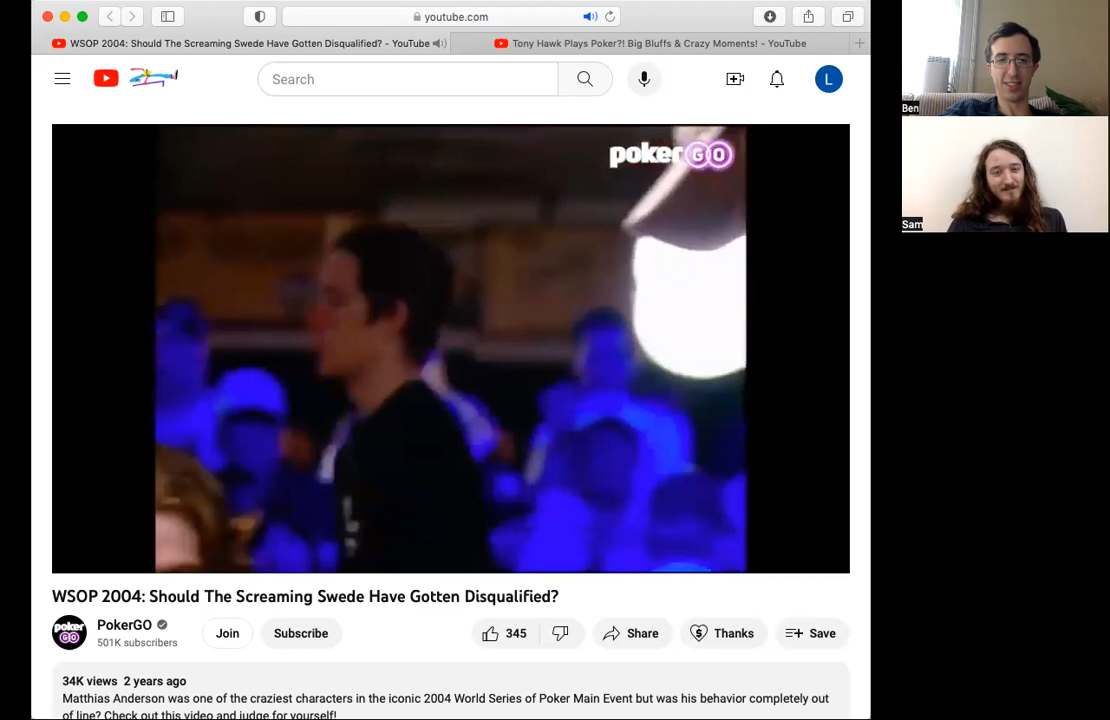 youtube.com
WSOP 2004: Should The Screaming Swede Have Gotten Disqualified? - YouTube
Tony Hawk Plays Poker?! Big Bluffs & Crazy Moments! - YouTube
Search
L
poker GO
WSOP 2004: Should The Screaming Swede Have Gotten Disqualified?
poker GO
PokerGO
501K subscribers
Join
Subscribe
345
Share
Thanks
Save
34K views 2 years ago
Matthias Anderson was one of the craziest characters in the iconic 2004 World Series of Poker Main Event but was his behavior completely out
of line? Check out this video and judge for yourself!
Ben
Sam